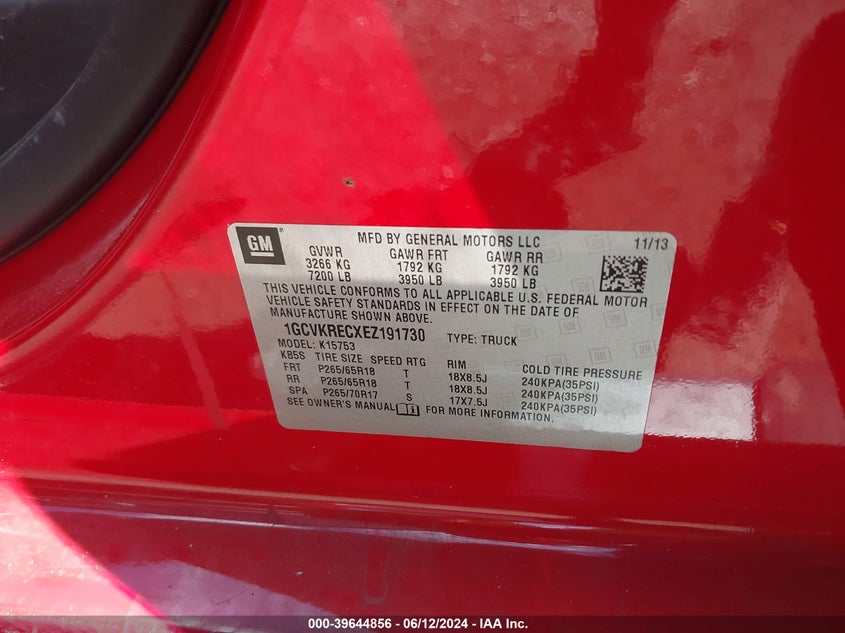 GM
MFD BY GENERAL MOTORS LLC 11/13
GVWR GAWR FRT GAWR RR
3266 KG 1792 KG 1792 KG
7200 LB 3950 LB 3950 LB
THIS VEHICLE CONFORMS TO ALL APPLICABLE U.S. FEDERAL MOTOR
VEHICLE SAFETY STANDARDS IN EFFECT ON THE DATE OF
MANUFACTURE SHOWN ABOVE.
1GCVKRECXEZ191730 TYPE: TRUCK
MODEL: K15753
KB5S TIRE SIZE SPEED RTG RIM COLD TIRE PRESSURE
FRT P265/65R18 T 18X8.5J 240KPA(35PSI)
RR P265/65R18 T 18X8.5J 240KPA(35PSI)
SPA P265/70R17 S 17X7.5J 240KPA(35PSI)
SEE OWNER'S MANUAL FOR MORE INFORMATION.
000-39644856 - 06/12/2024 - IAA Inc.